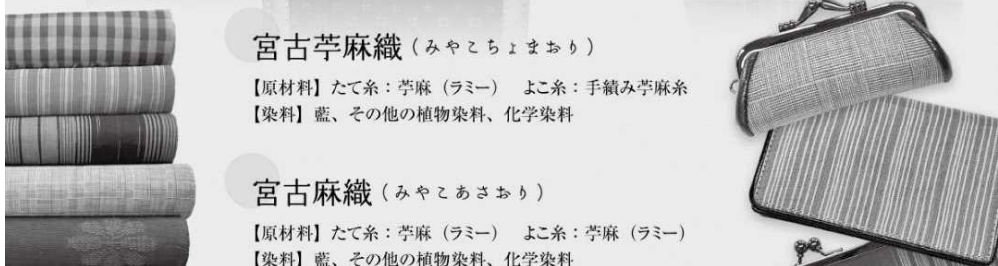 宮古苧麻織（みやこちょまおり）
【原材料】たて糸：苧麻（ラミー）　よこ糸：手績み苧麻糸
【染料】藍、その他の植物染料、化学染料
宮古麻織（みやこあさおり）
【原材料】たて糸：苧麻（ラミー）　よこ糸：苧麻（ラミー）
【染料】藍、その他の植物染料、化学染料